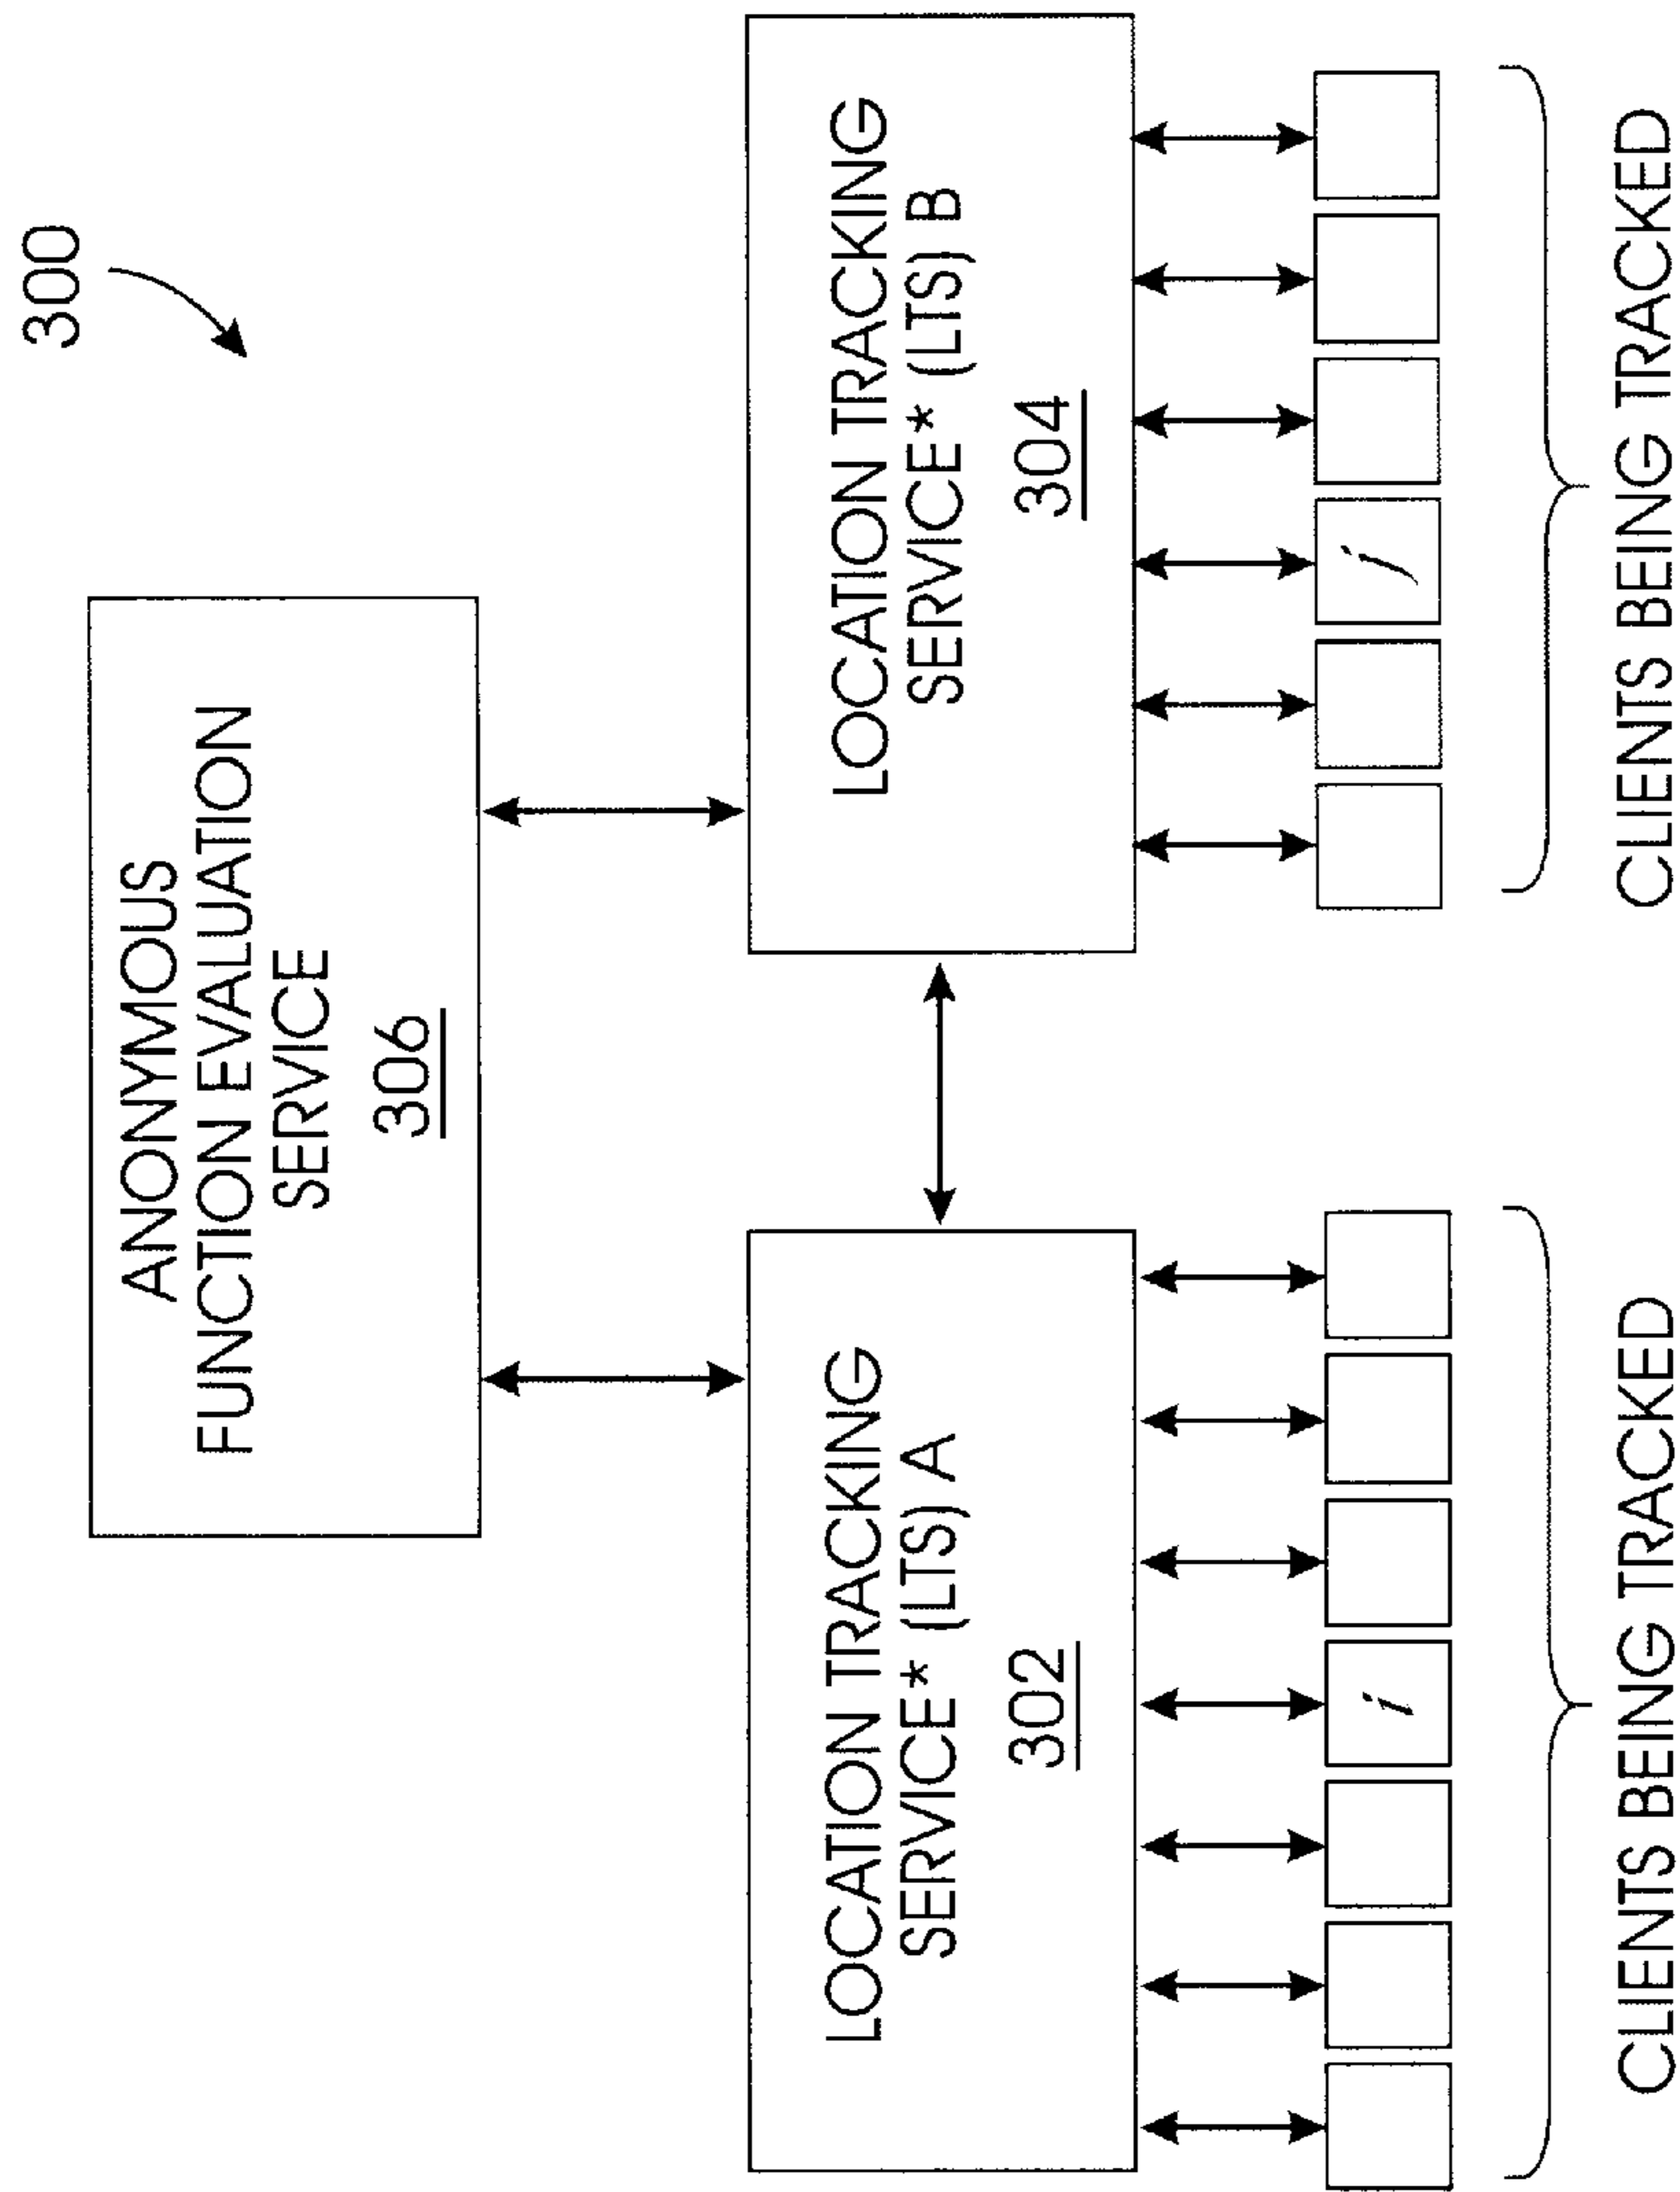 300
ANONYMOUS
FUNCTION EVALUATION
SERVICE
306
LOCATION TRACKING
SERVICE* (LTS) A
302
LOCATION TRACKING
SERVICE* (LTS) B
304
i
j
CLIENTS BEING TRACKED
CLIENTS BEING TRACKED